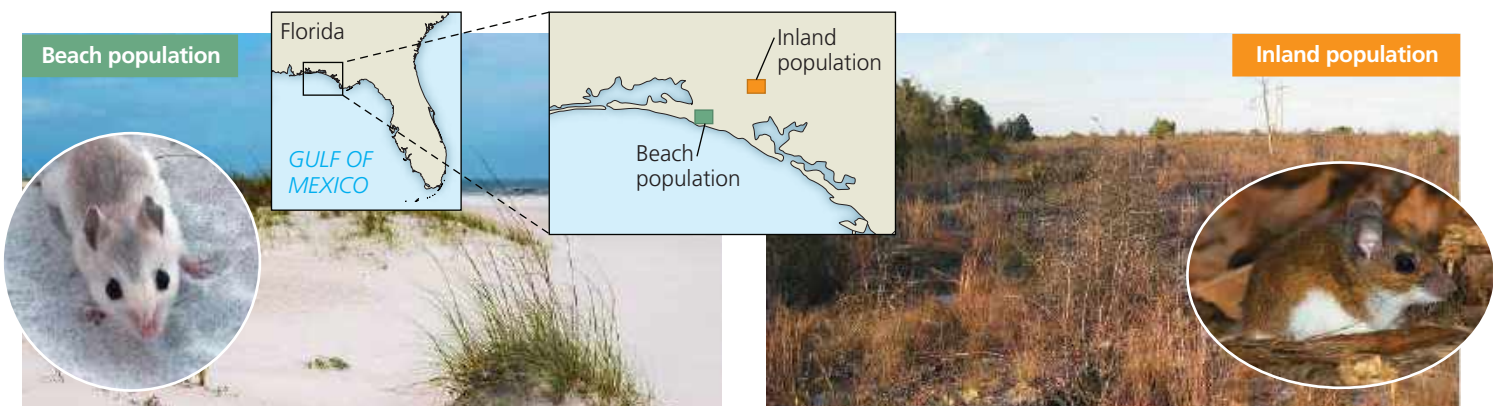 Beach population
Florida
GULF OF
MEXICO
Inland
population
Beach
population
Inland population